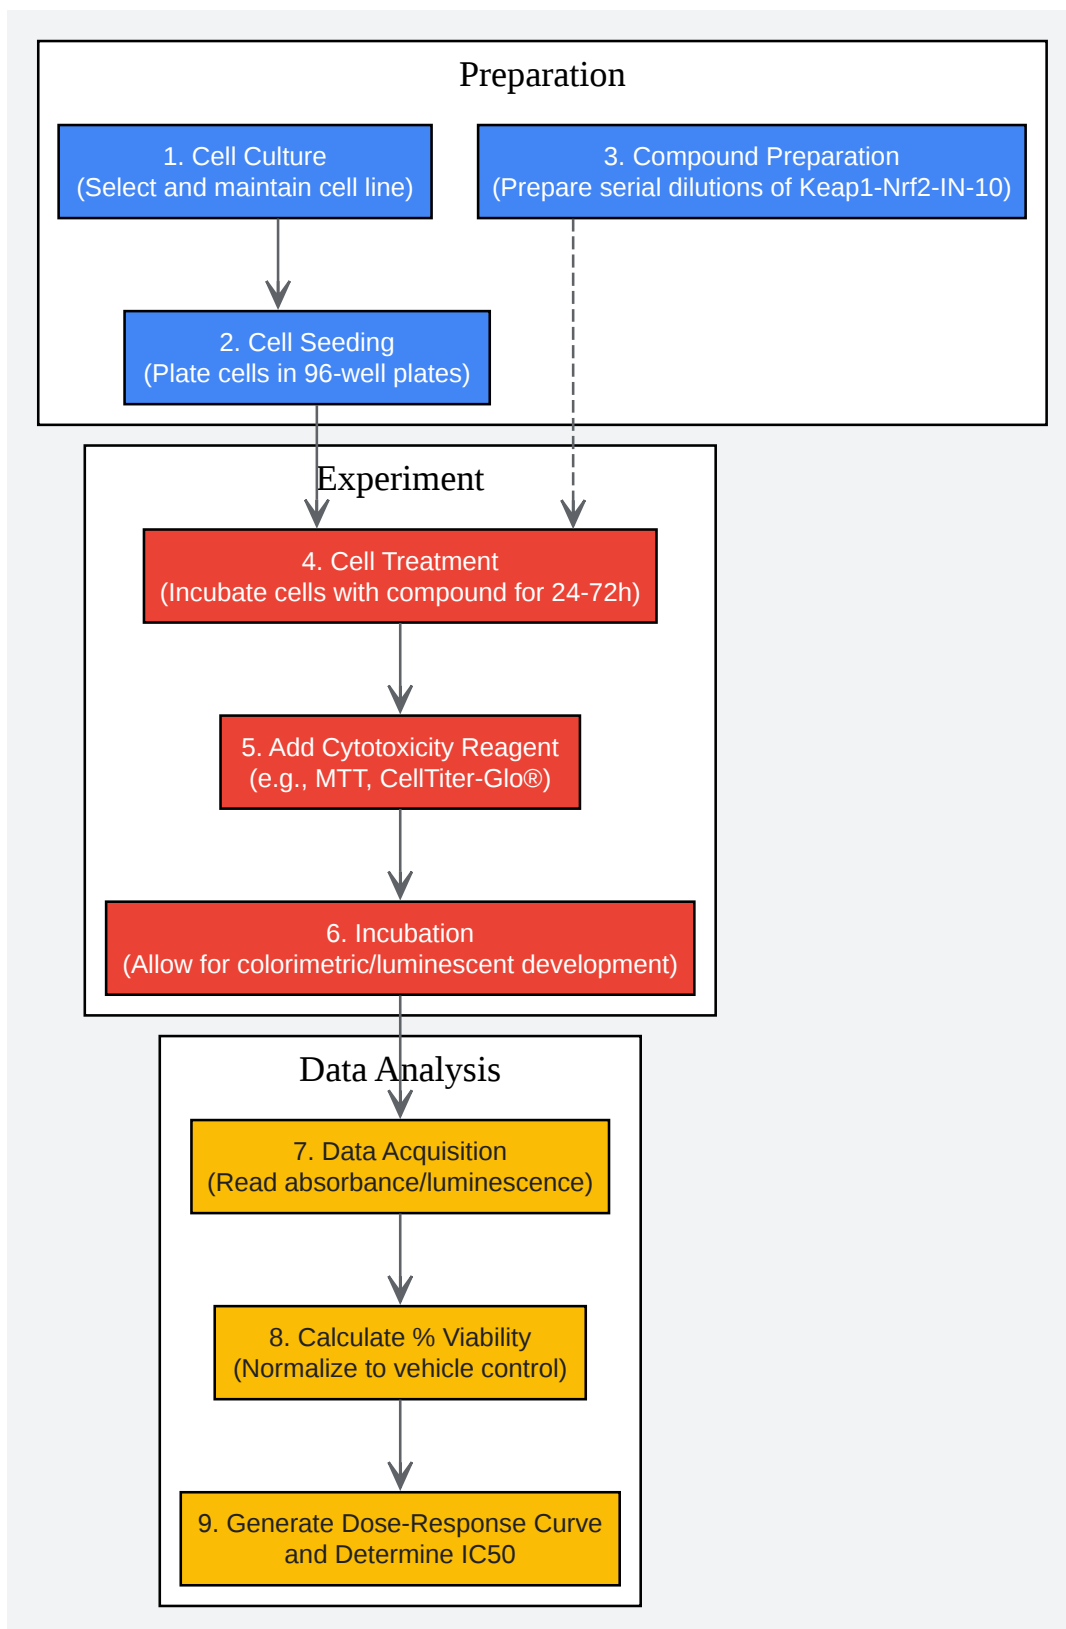 Preparation
1. Cell Culture
(Select and maintain cell line)
3. Compound Preparation
(Prepare serial dilutions of Keap1-Nrf2-IN-10)
2. Cell Seeding
(Plate cells in 96-well plates)
Experiment
4. Cell Treatment
(Incubate cells with compound for 24-72h)
5. Add Cytotoxicity Reagent
(e.g., MTT, CellTiter-Glo®)
6. Incubation
(Allow for colorimetric/luminescent development)
Data Analysis
7. Data Acquisition
(Read absorbance/luminescence)
8. Calculate % Viability
(Normalize to vehicle control)
9. Generate Dose-Response Curve
and Determine IC50